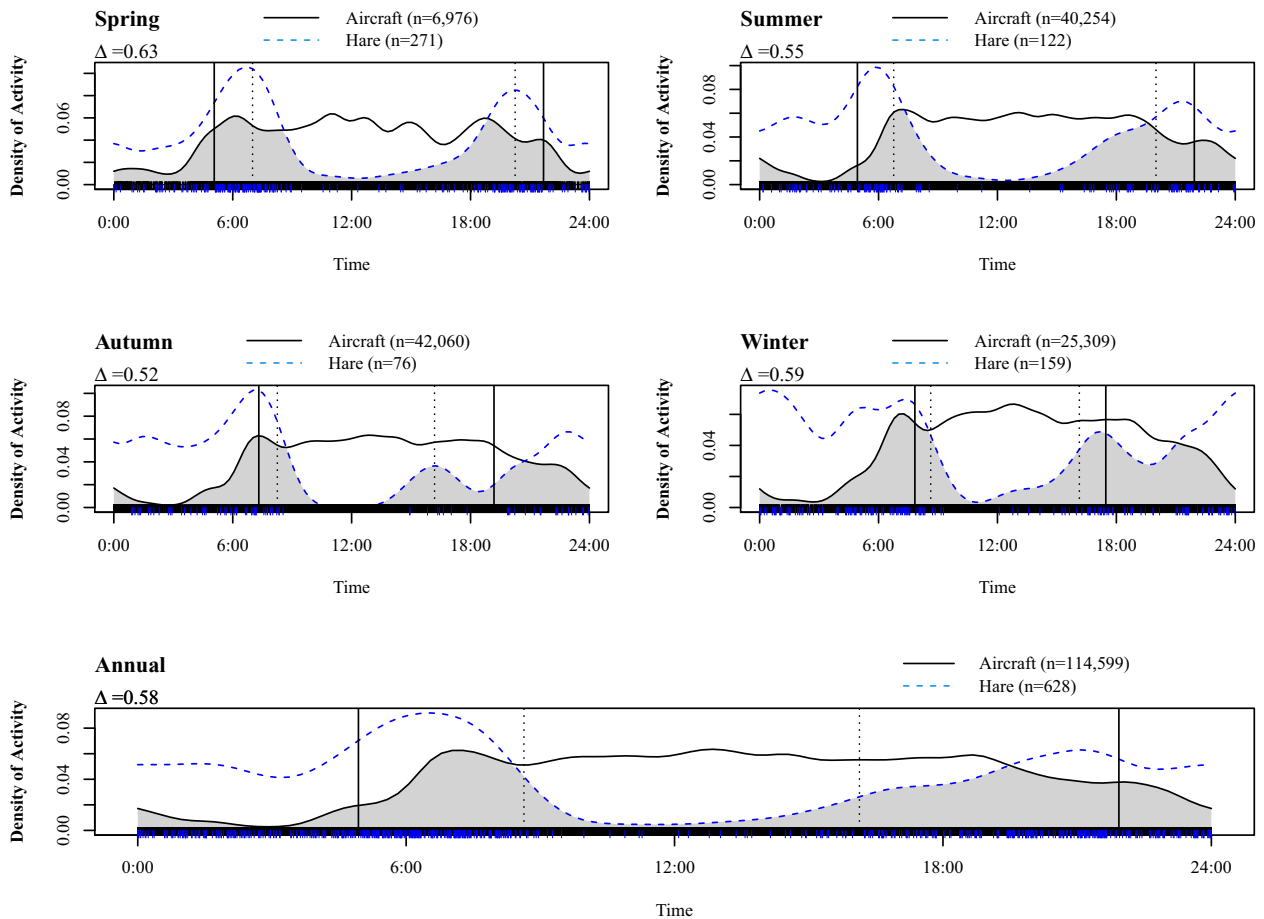 Spring
Aircraft (n=6,976)
Hare (n=271)
Δ =0.63
Density of Activity
0.00 0.06
0:00 6:00 12:00 18:00 24:00
Time
Summer
Aircraft (n=40,254)
Hare (n=122)
Δ =0.55
Density of Activity
0.00 0.04 0.08
0:00 6:00 12:00 18:00 24:00
Time
Autumn
Aircraft (n=42,060)
Hare (n=76)
Δ =0.52
Density of Activity
0.00 0.04 0.08
0:00 6:00 12:00 18:00 24:00
Time
Winter
Aircraft (n=25,309)
Hare (n=159)
Δ =0.59
Density of Activity
0.00 0.04
0:00 6:00 12:00 18:00 24:00
Time
Annual
Aircraft (n=114,599)
Hare (n=628)
Δ =0.58
Density of Activity
0.00 0.04 0.08
0:00 6:00 12:00 18:00 24:00
Time